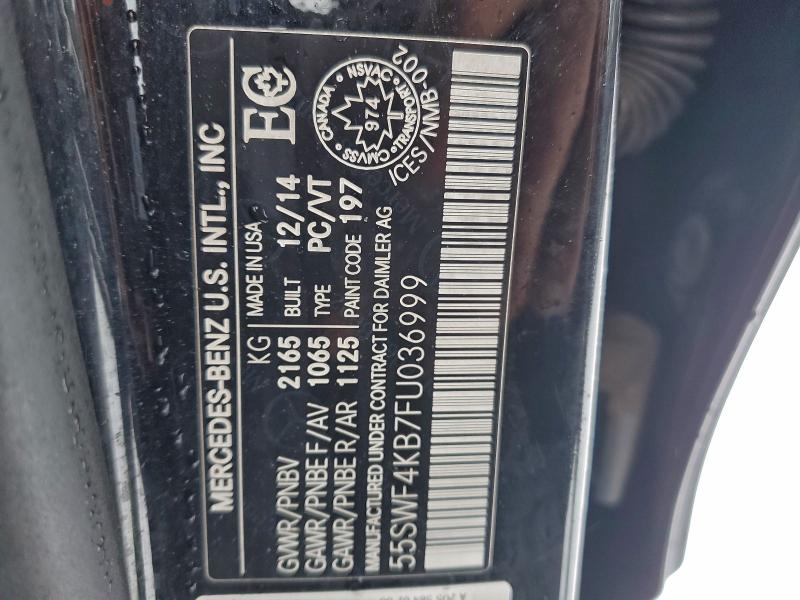 MERCEDES-BENZ U.S. INTL., INC
KG MADE IN USA
GVWR/PNBV 2165 BUILT 12/14
GAWR/PNBE F/AV 1065 TYPE PC/VT
GAWR/PNBE R/AR 1125 PAINT CODE 197
MANUFACTURED UNDER CONTRACT FOR DAIMLER AG
55SWF4KB7FU036999
EC
CANADA NSVAC
974
CMVSS TRANSPORT
ICES/NMB-002